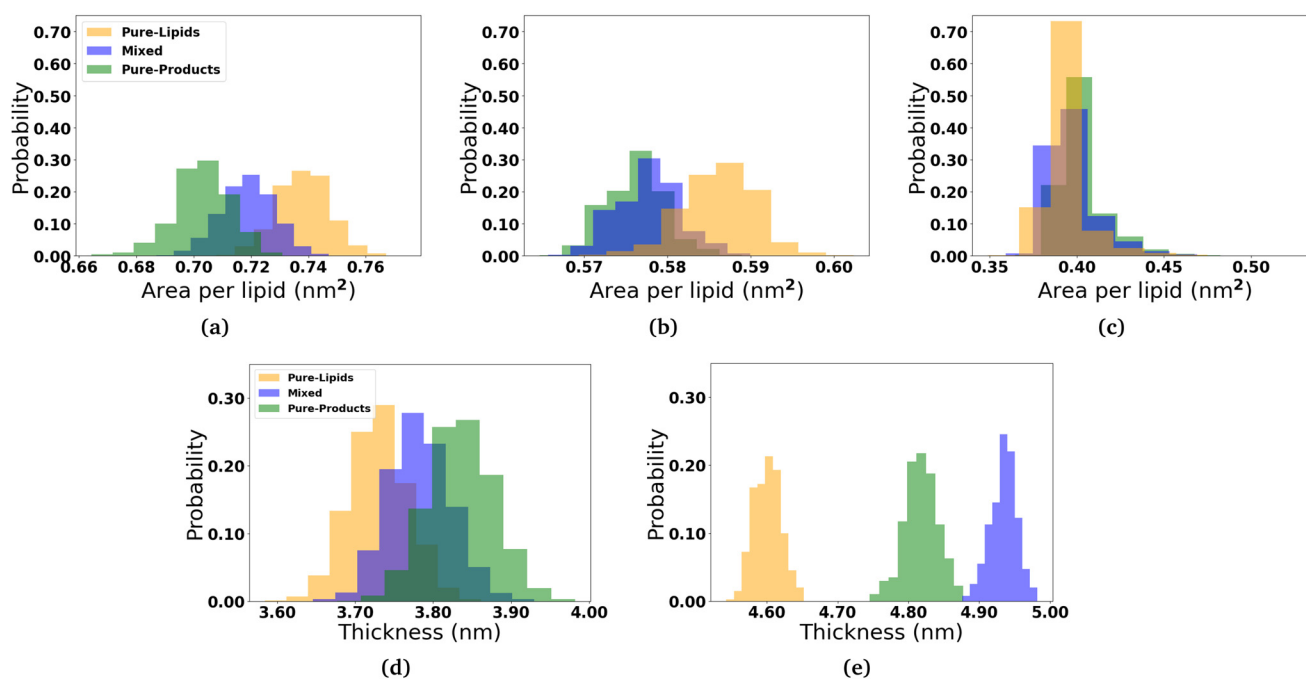 0.70
0.60
0.50
0.40
0.30
0.20
0.10
0.00
Probability
Pure-Lipids
Mixed
Pure-Products
0.66 0.70 0.72 0.74 0.76
Area per lipid (nm²)
(a)
0.70
0.60
0.50
0.40
0.30
0.20
0.10
0.00
Probability
0.57 0.58 0.59 0.60
Area per lipid (nm²)
(b)
0.70
0.60
0.50
0.40
0.30
0.20
0.10
0.00
Probability
0.35 0.40 0.45 0.50
Area per lipid (nm²)
(c)
0.30
0.20
0.10
0.00
Probability
Pure-Lipids
Mixed
Pure-Products
3.60 3.70 3.80 3.90 4.00
Thickness (nm)
(d)
0.30
0.20
0.10
0.00
Probability
4.60 4.70 4.80 4.90 5.00
Thickness (nm)
(e)